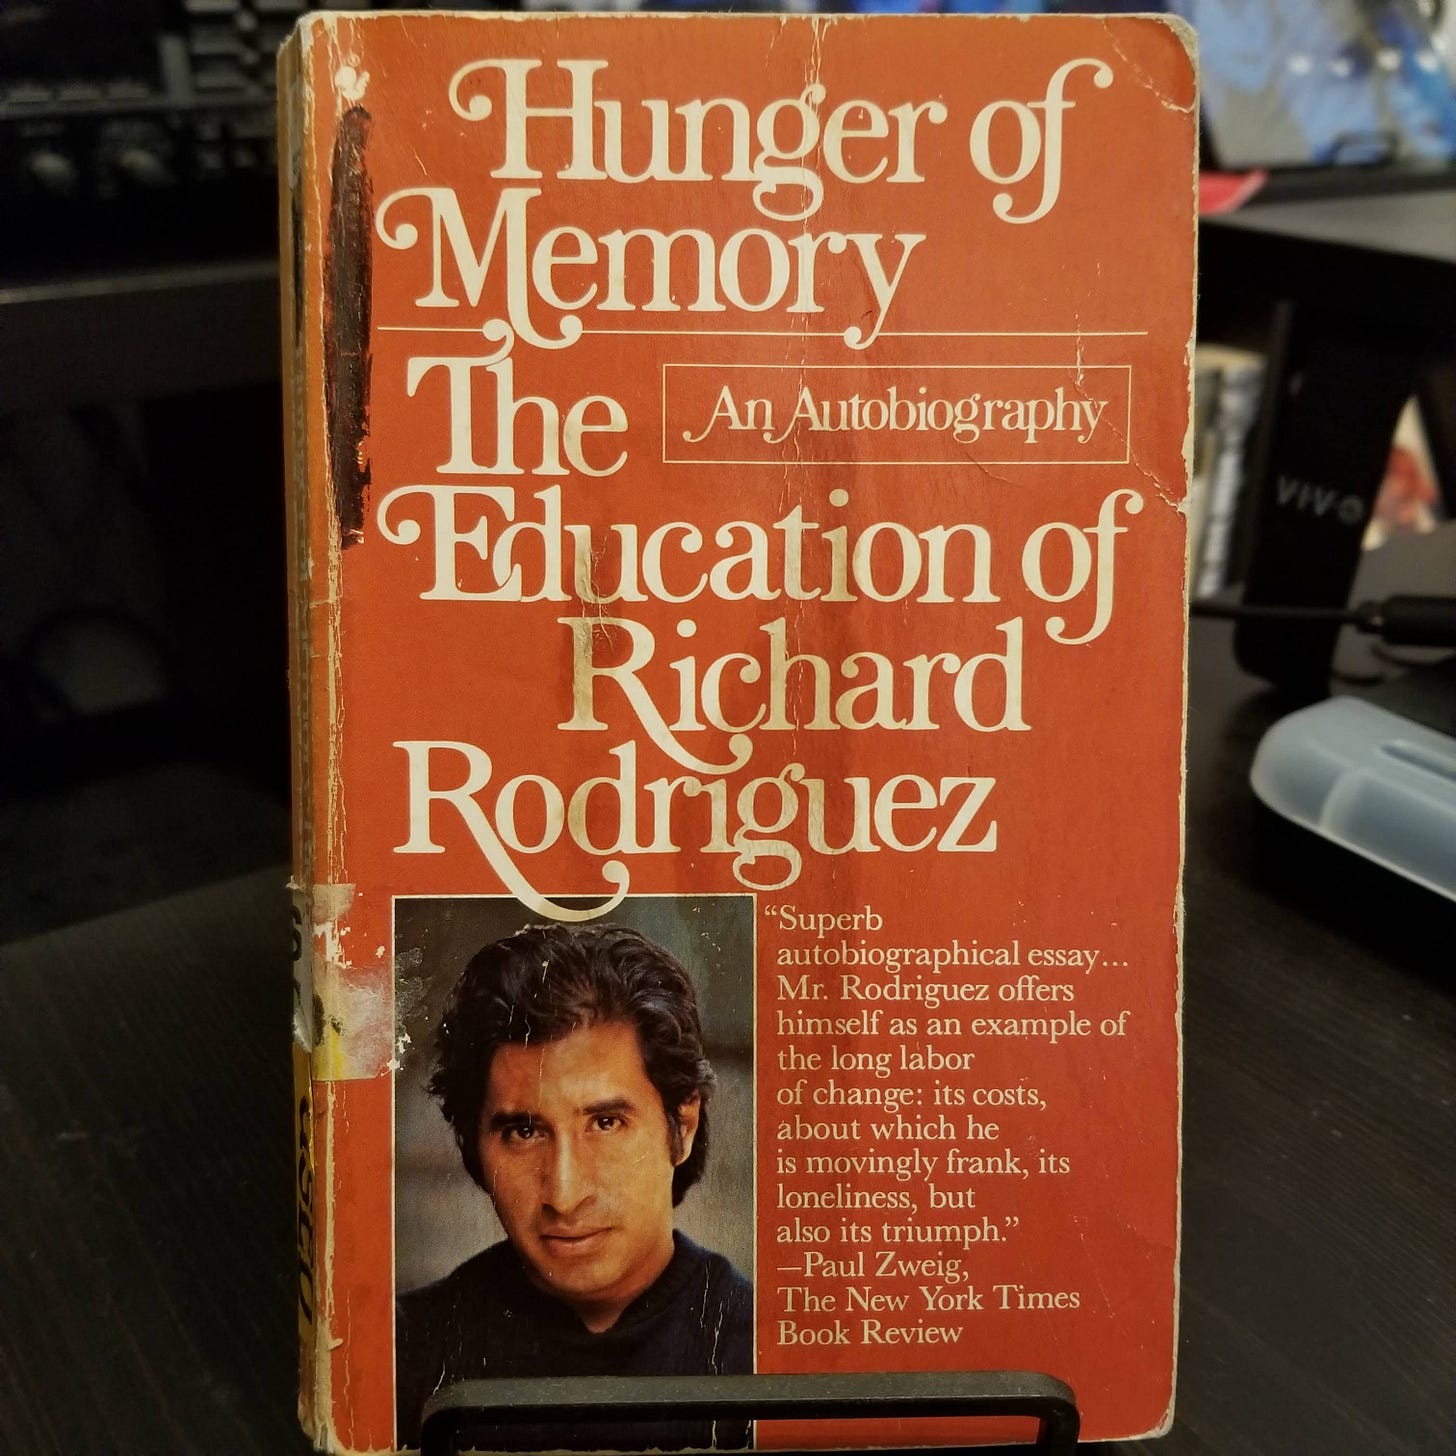 Hunger of
Memory
The
An Autobiography
Education of
Richard
Rodriguez
“Superb
autobiographical essay...
Mr. Rodriguez offers
himself as an example of
the long labor
of change: its costs,
about which he
is movingly frank, its
loneliness, but
also its triumph.”
—Paul Zweig,
The New York Times
Book Review
VIVO
USED